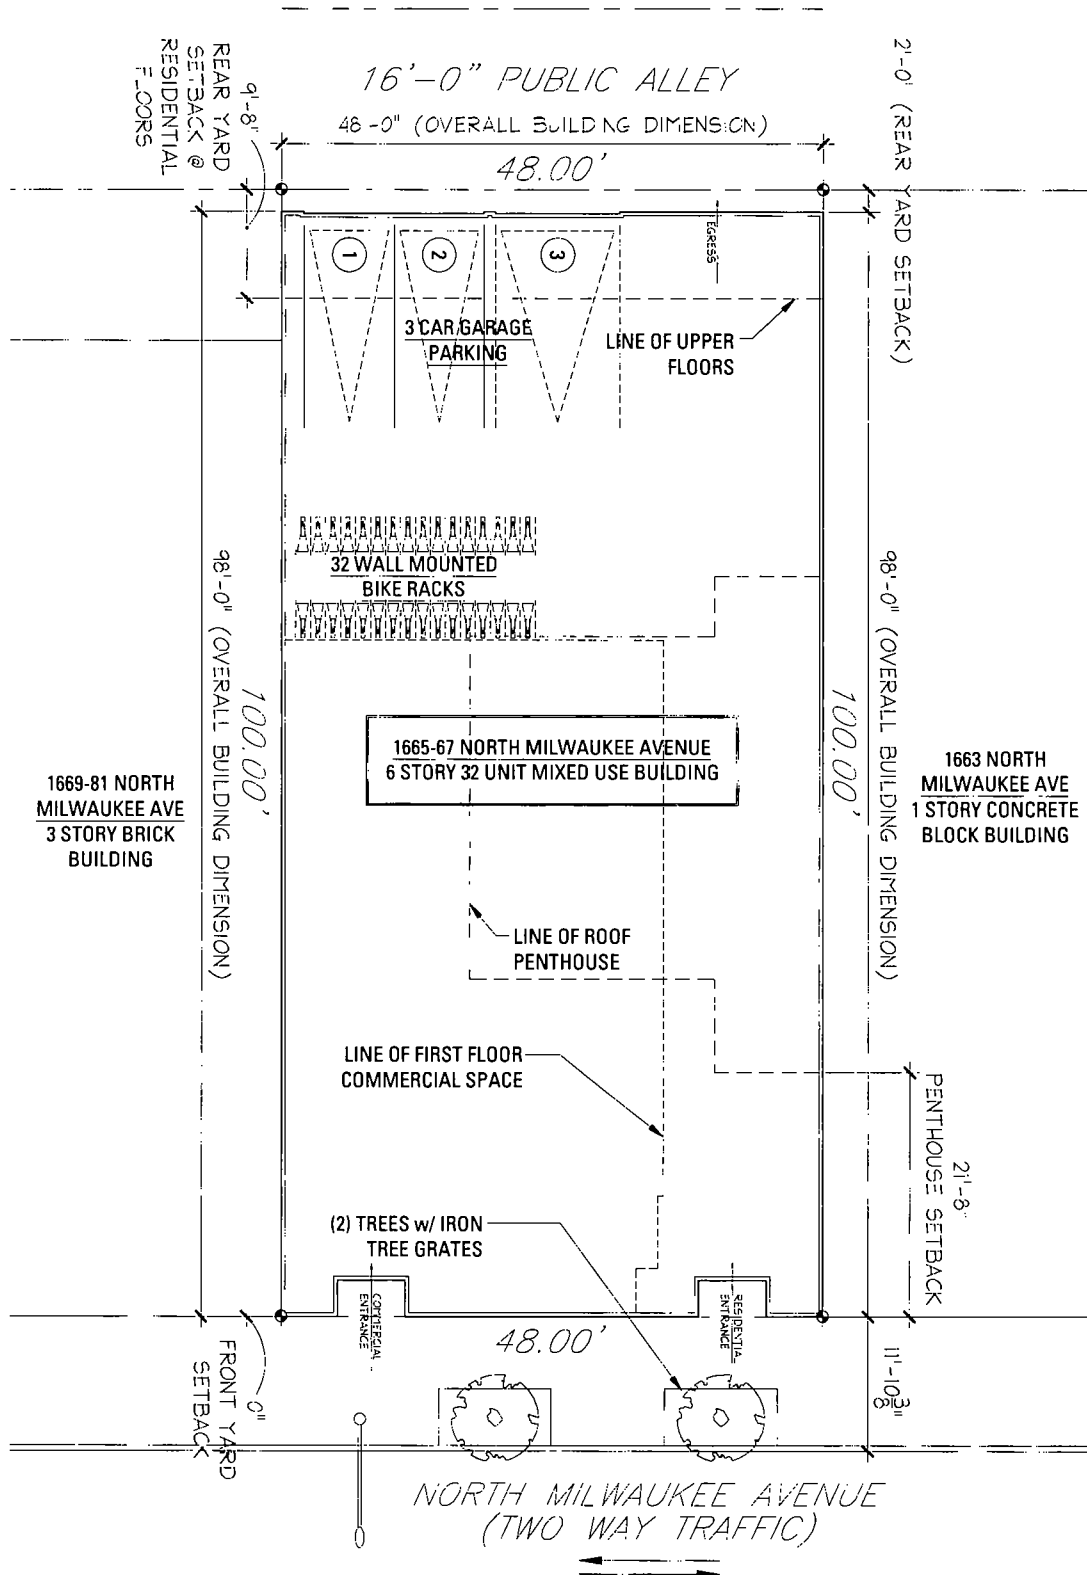 16'-0" PUBLIC ALLEY
48'-0" (OVERALL BUILDING DIMENSION)
48.00'
9'-8"
REAR YARD
SETBACK @
RESIDENTIAL
FLOORS
2'-0" (REAR YARD SETBACK)
1
2
3
EGRESS
3 CAR GARAGE
PARKING
LINE OF UPPER
FLOORS
32 WALL MOUNTED
BIKE RACKS
98'-0" (OVERALL BUILDING DIMENSION)
100.00'
98'-0" (OVERALL BUILDING DIMENSION)
100.00'
1665-67 NORTH MILWAUKEE AVENUE
6 STORY 32 UNIT MIXED USE BUILDING
1669-81 NORTH
MILWAUKEE AVE
3 STORY BRICK
BUILDING
1663 NORTH
MILWAUKEE AVE
1 STORY CONCRETE
BLOCK BUILDING
LINE OF ROOF
PENTHOUSE
LINE OF FIRST FLOOR
COMMERCIAL SPACE
21'-8"
PENTHOUSE SETBACK
(2) TREES w/ IRON
TREE GRATES
COMMERCIAL
ENTRANCE
RESIDENTIAL
ENTRANCE
48.00'
0"
FRONT YARD
SETBACK
11'-10 3/8"
NORTH MILWAUKEE AVENUE
(TWO WAY TRAFFIC)